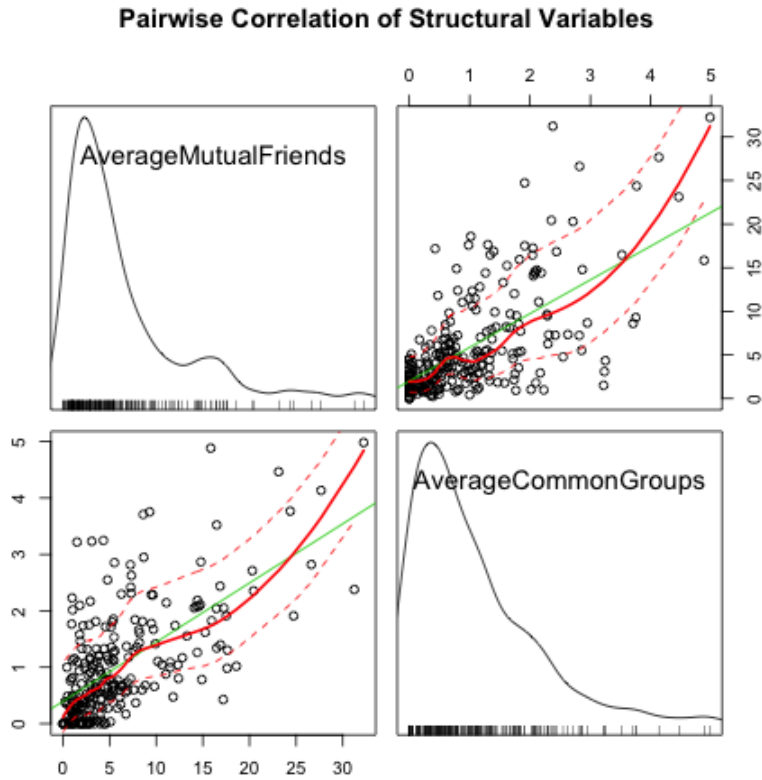 Pairwise Correlation of Structural Variables
0 1 2 3 4 5
AverageMutualFriends
0 5 10 15 20 25 30
0 1 2 3 4 5
AverageCommonGroups
0 5 10 15 20 25 30